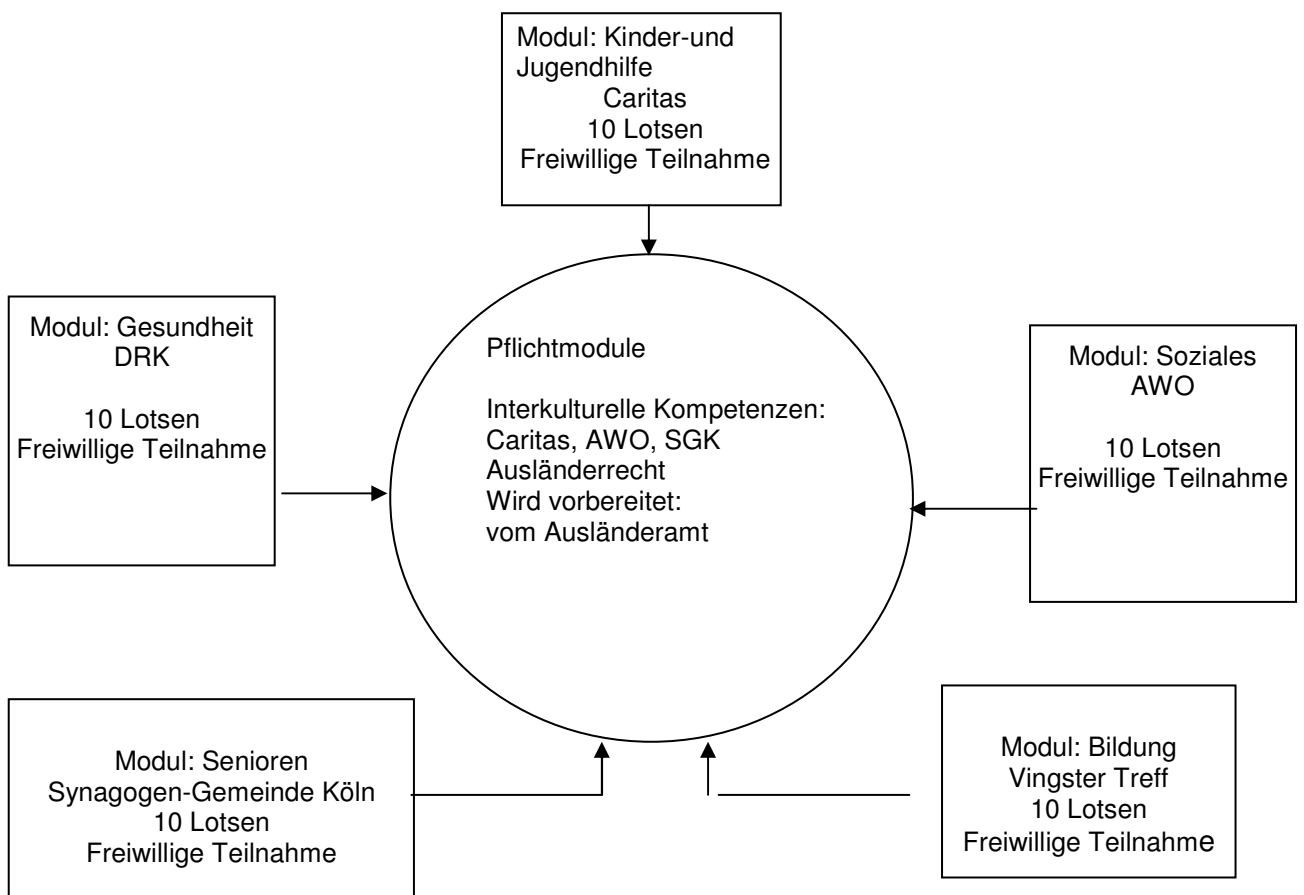 Modul: Kinder-und
Jugendhilfe
Caritas
10 Lotsen
Freiwillige Teilnahme
Modul: Gesundheit
DRK
10 Lotsen
Freiwillige Teilnahme
Pflichtmodule
Interkulturelle Kompetenzen:
Caritas, AWO, SGK
Ausländerrecht
Wird vorbereitet:
vom Ausländeramt
Modul: Soziales
AWO
10 Lotsen
Freiwillige Teilnahme
Modul: Senioren
Synagogen-Gemeinde Köln
10 Lotsen
Freiwillige Teilnahme
Modul: Bildung
Vingster Treff
10 Lotsen
Freiwillige Teilnahme